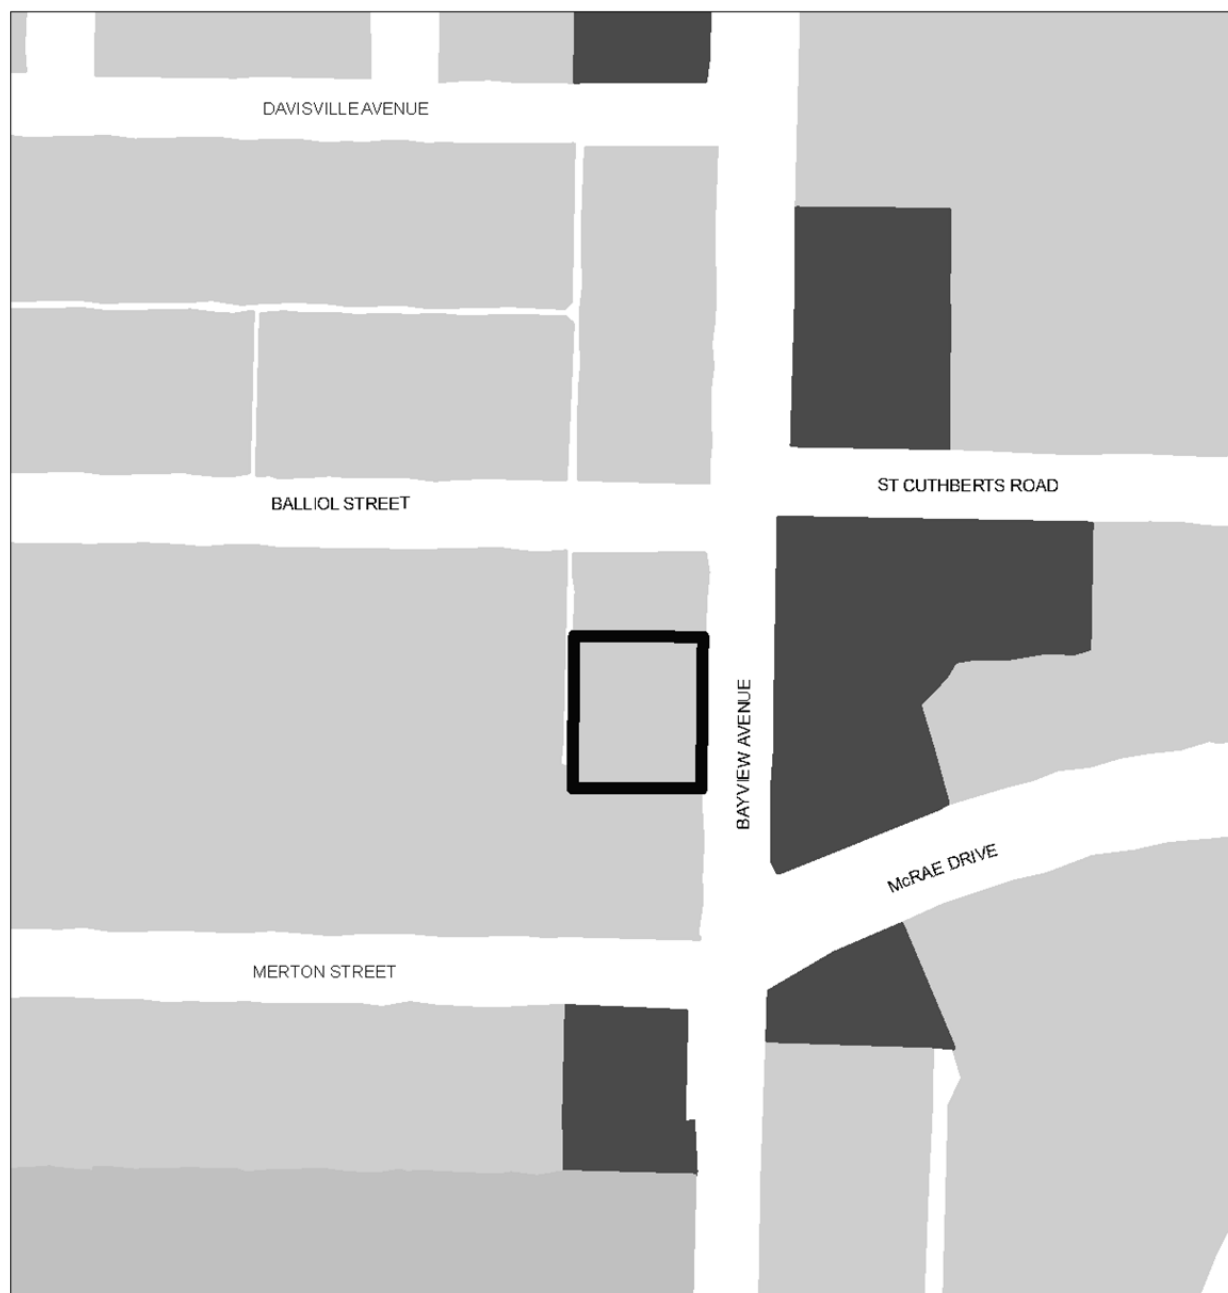 DAVISVILLE AVENUE
ST CUTHBERTS ROAD
BALLIOL STREET
BAYVIEW AVENUE
McRAE DRIVE
MERTON STREET